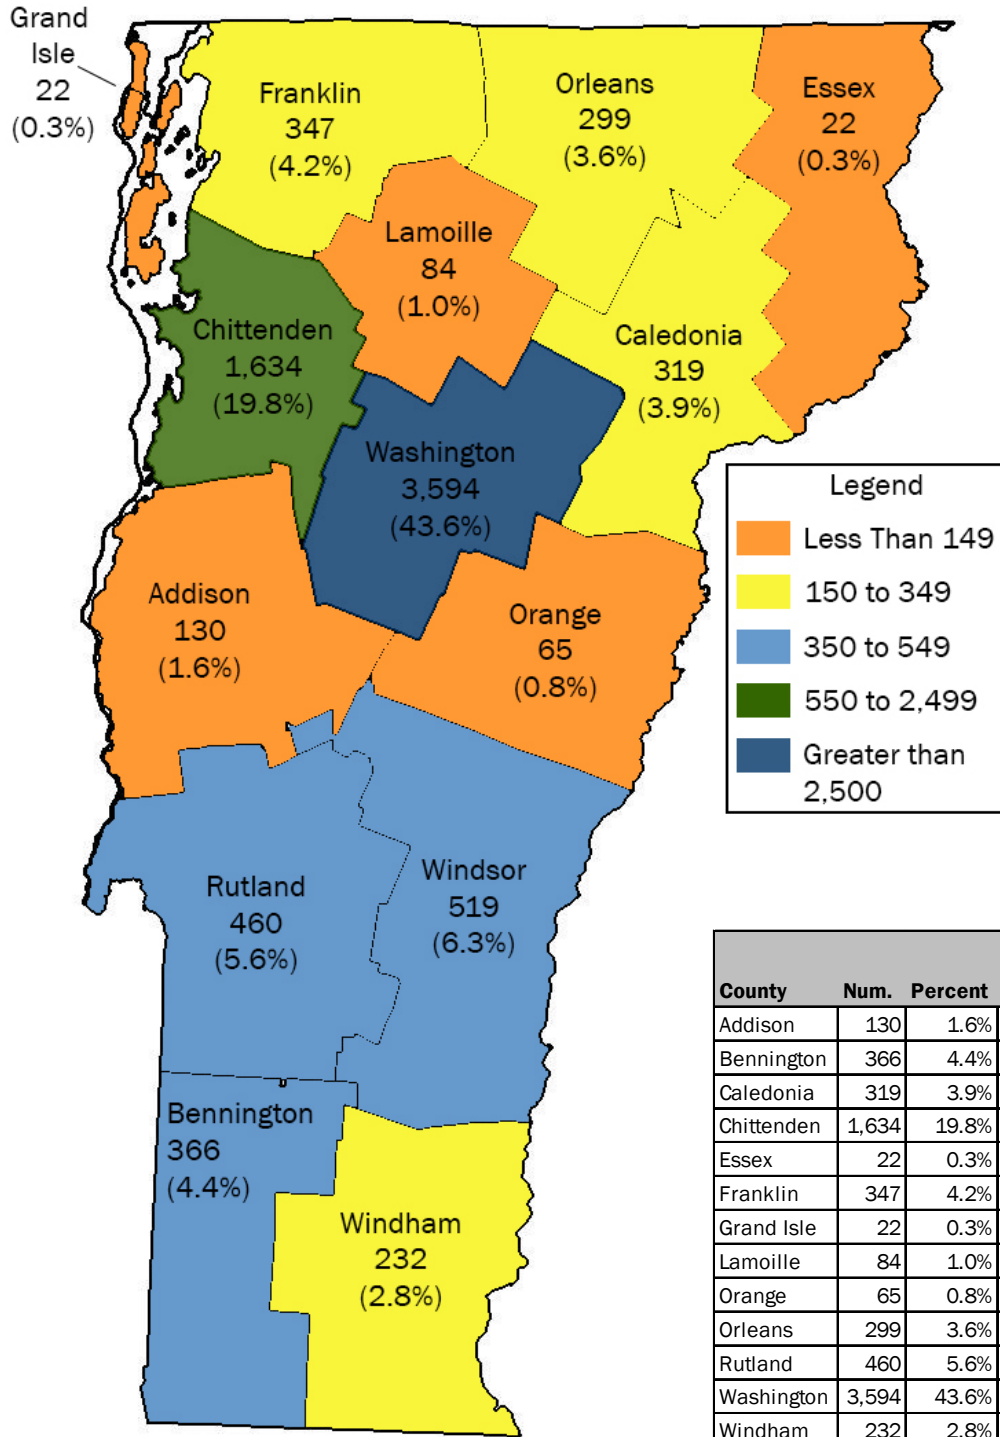 Grand
Isle
22
(0.3%)
Franklin
347
(4.2%)
Orleans
299
(3.6%)
Essex
22
(0.3%)
Lamoille
84
(1.0%)
Chittenden
1,634
(19.8%)
Caledonia
319
(3.9%)
Washington
3,594
(43.6%)
Legend
Less Than 149
150 to 349
350 to 549
550 to 2,499
Greater than
2,500
Addison
130
(1.6%)
Orange
65
(0.8%)
Rutland
460
(5.6%)
Windsor
519
(6.3%)
Bennington
366
(4.4%)
Windham
232
(2.8%)
County Num. Percent
Addison 130 1.6%
Bennington 366 4.4%
Caledonia 319 3.9%
Chittenden 1,634 19.8%
Essex 22 0.3%
Franklin 347 4.2%
Grand Isle 22 0.3%
Lamoille 84 1.0%
Orange 65 0.8%
Orleans 299 3.6%
Rutland 460 5.6%
Washington 3,594 43.6%
Windham 232 2.8%